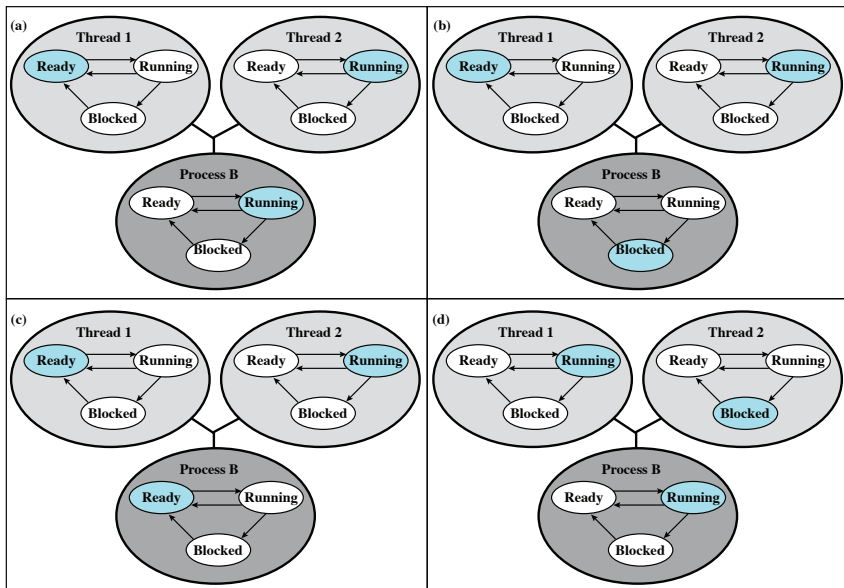 (a)
Thread 1
Ready Running
Blocked
Thread 2
Ready Running
Blocked
Process B
Ready Running
Blocked
(b)
Thread 1
Ready Running
Blocked
Thread 2
Ready Running
Blocked
Process B
Ready Running
Blocked
(c)
Thread 1
Ready Running
Blocked
Thread 2
Ready Running
Blocked
Process B
Ready Running
Blocked
(d)
Thread 1
Ready Running
Blocked
Thread 2
Ready Running
Blocked
Process B
Ready Running
Blocked